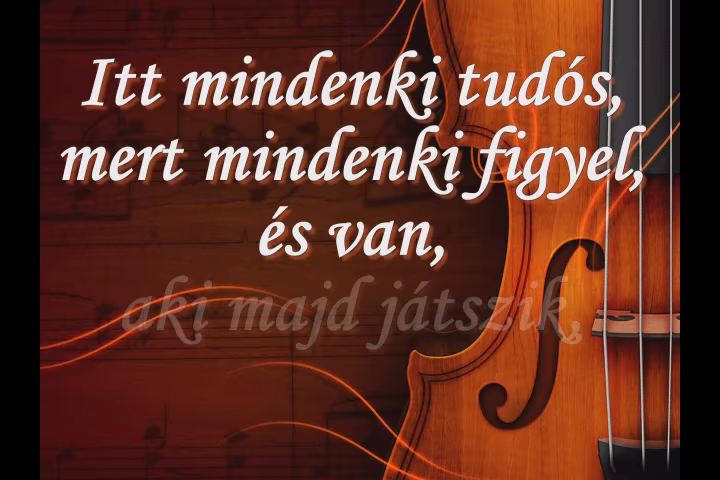 Itt mindenki tudós,
mert mindenki figyel,
és van,
aki majd játszik,